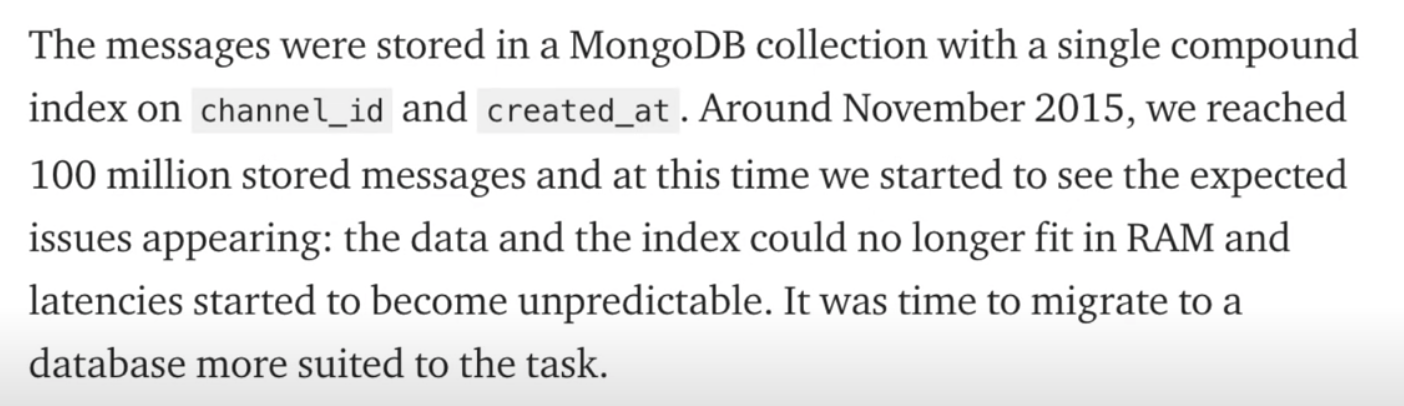 The messages were stored in a MongoDB collection with a single compound
index on channel_id and created_at. Around November 2015, we reached
100 million stored messages and at this time we started to see the expected
issues appearing: the data and the index could no longer fit in RAM and
latencies started to become unpredictable. It was time to migrate to a
database more suited to the task.